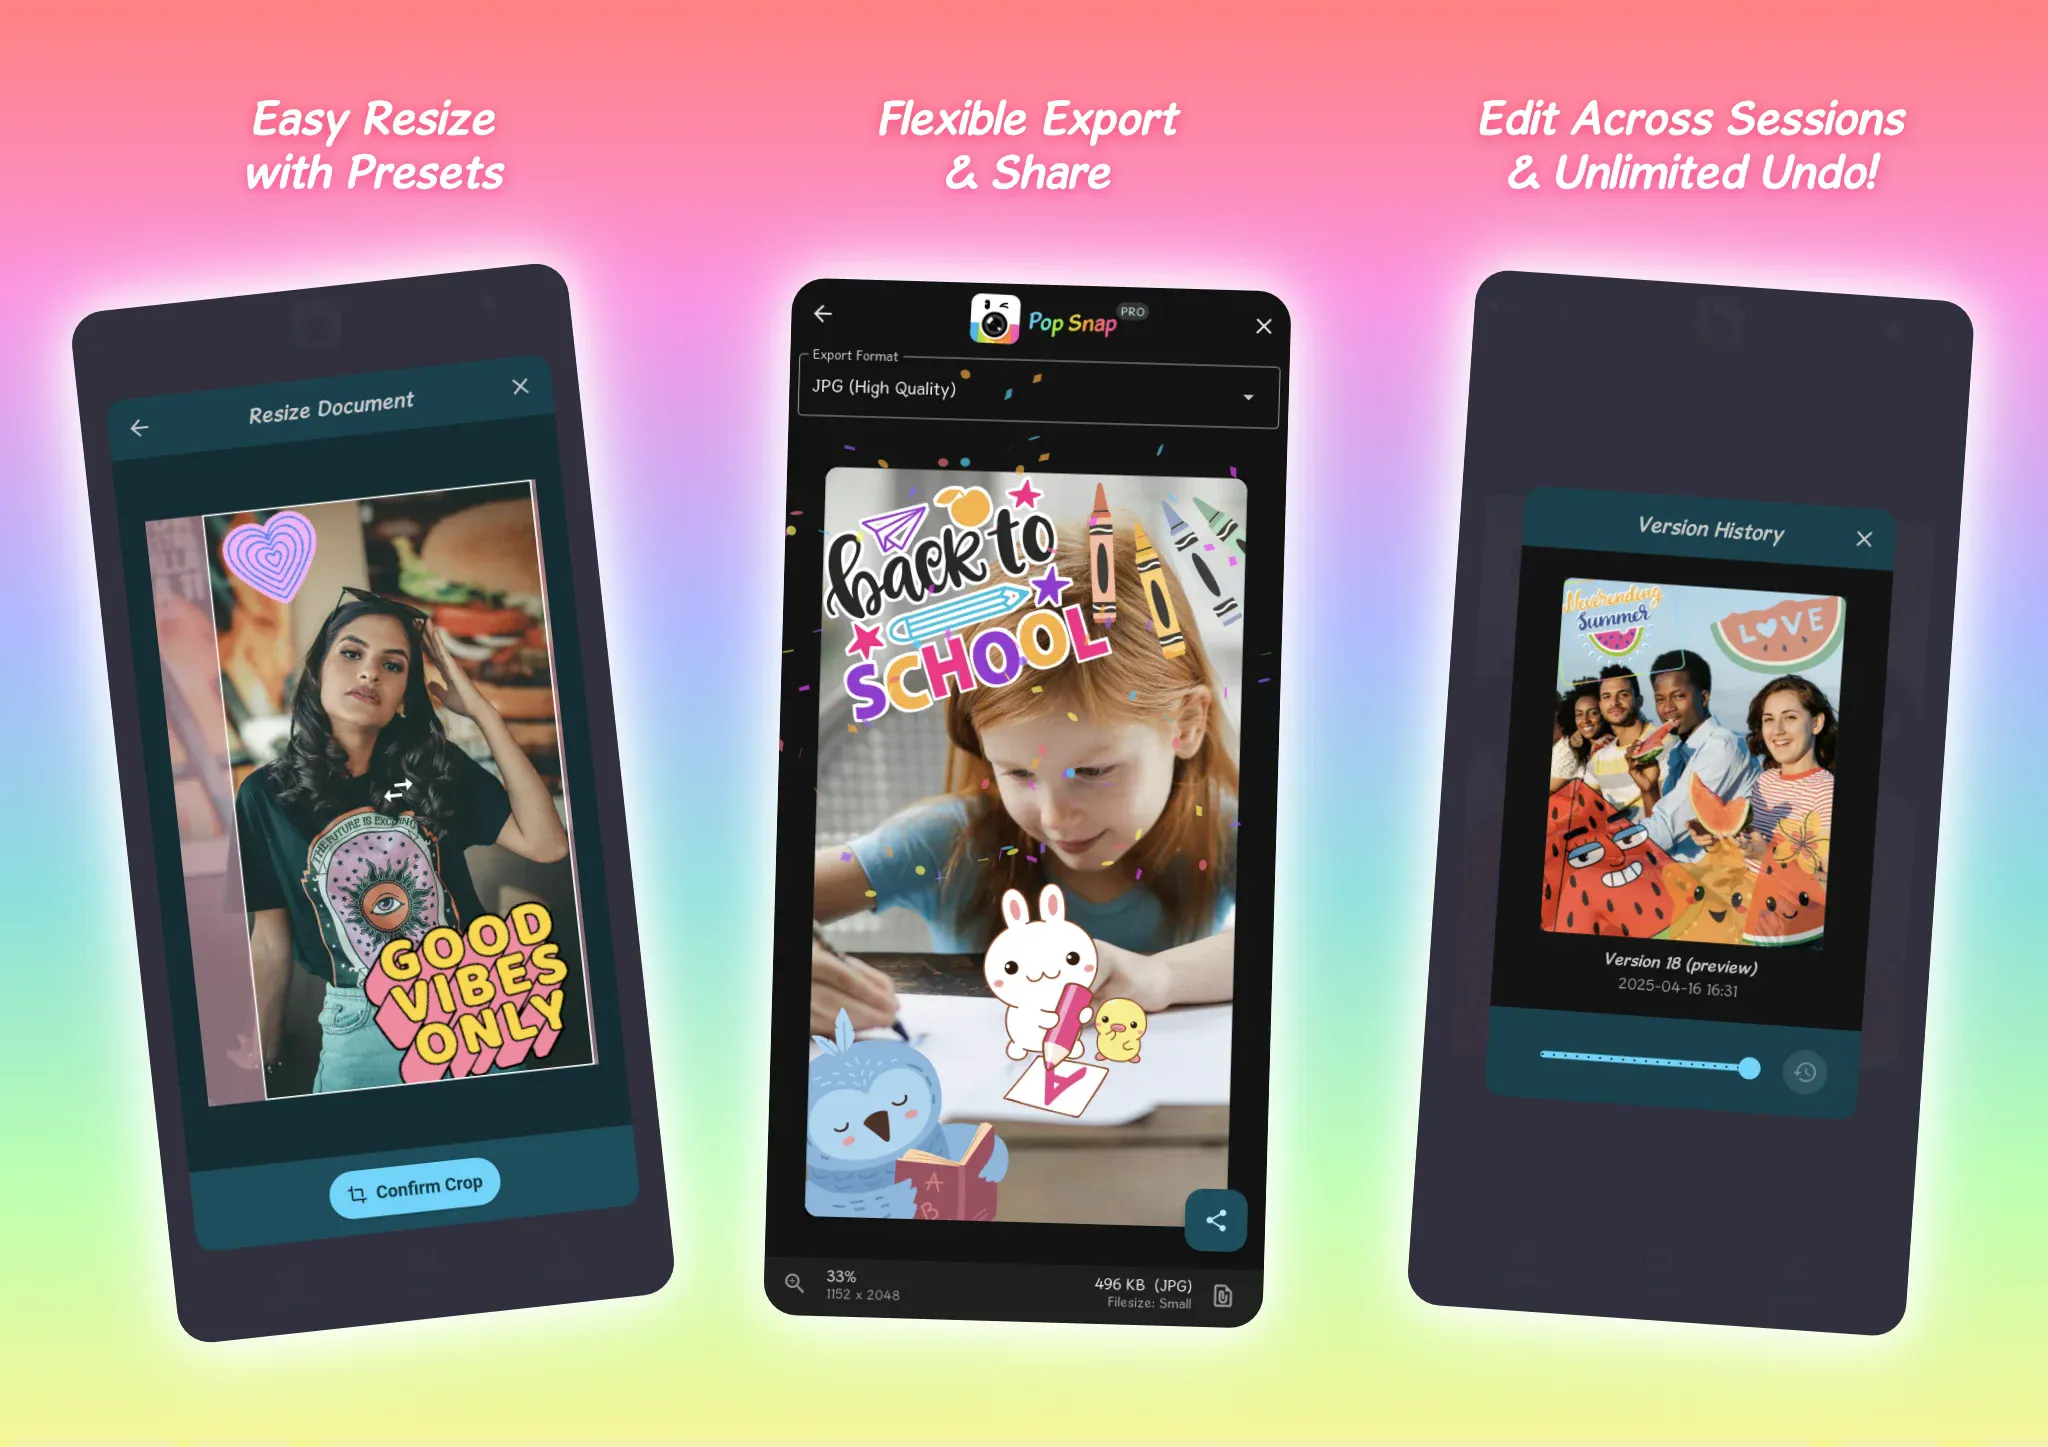 Easy Resize
with Presets
Resize Document
THE FUTURE IS EXCITING
GOOD
VIBES
ONLY
Confirm Crop
Flexible Export
& Share
Pop Snap PRO
Export Format
JPG (High Quality)
back to
SCHOOL
A
A
B
33%
1152 x 2048
496 KB (JPG)
Filesize: Small
Edit Across Sessions
& Unlimited Undo!
Version History
Neverending
Summer
LOVE
Version 18 (preview)
2025-04-16 16:31